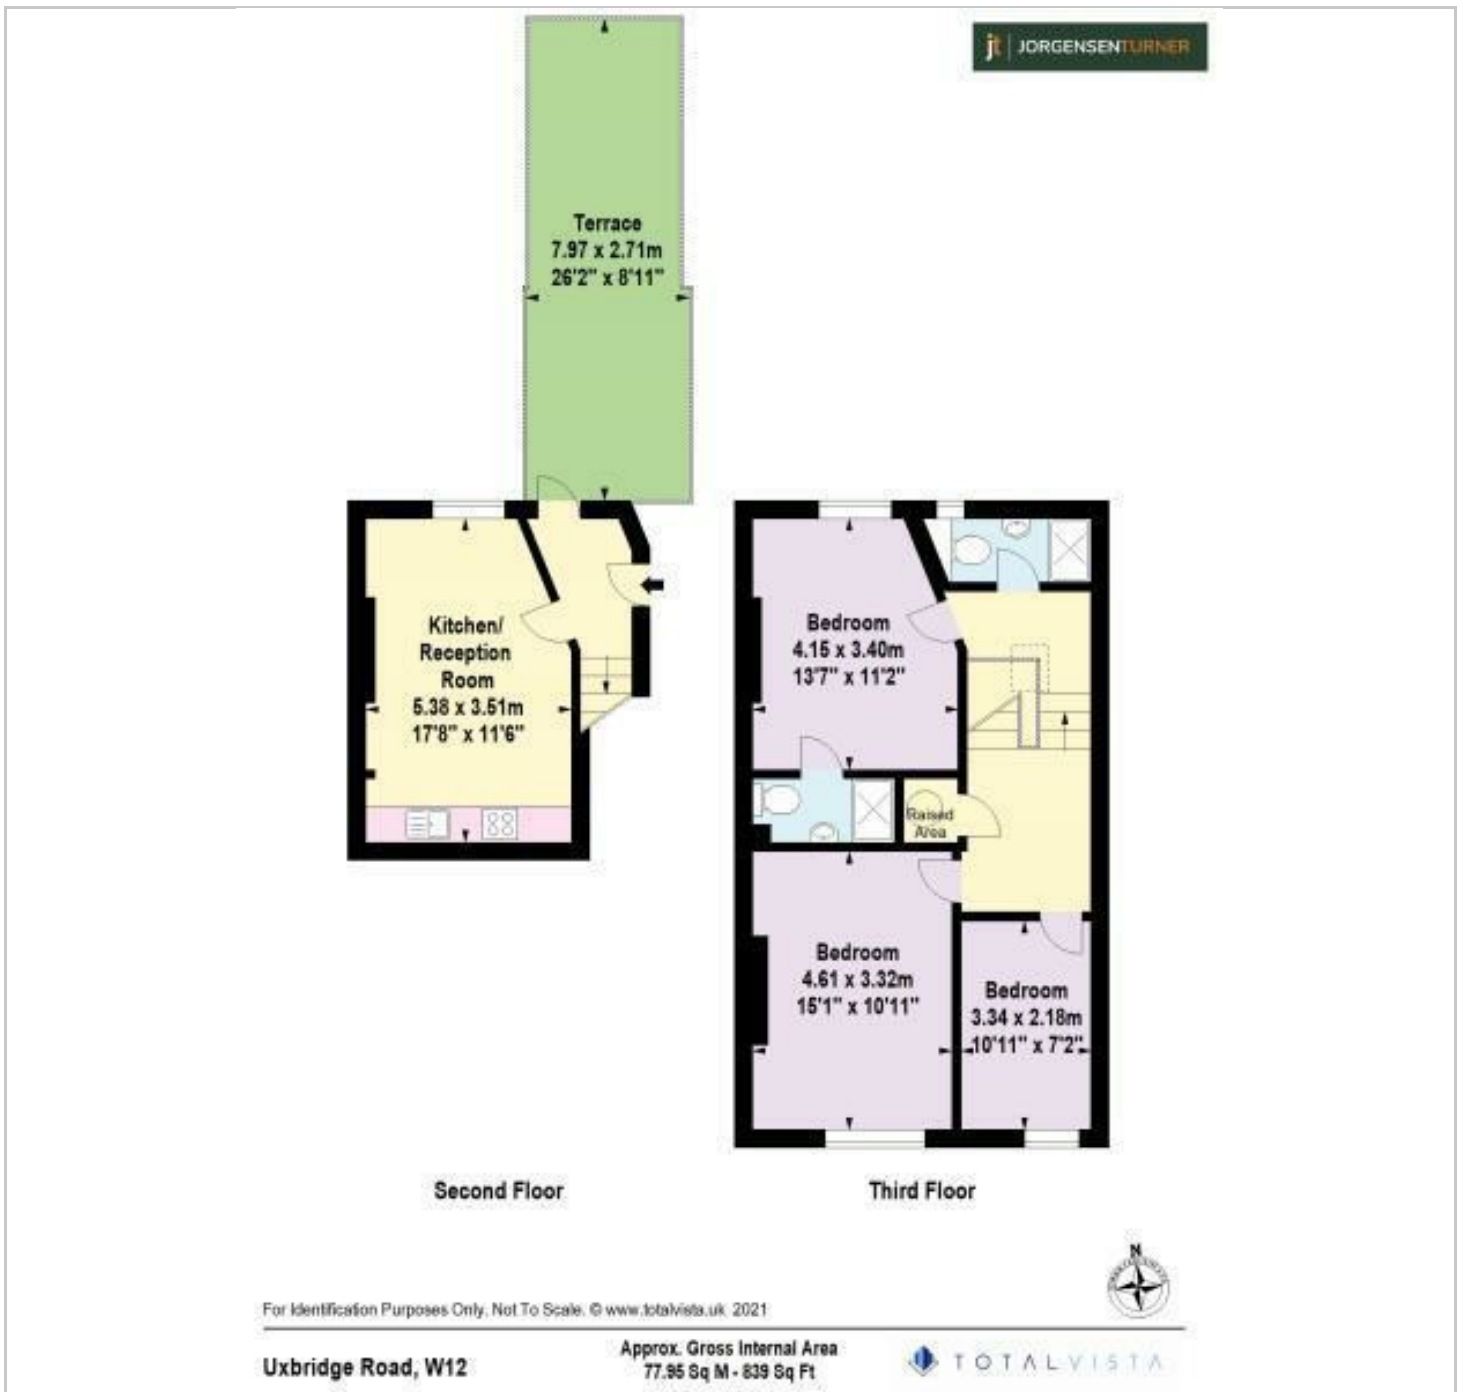 jt | JORGENSENTURNER
Terrace
7.97 x 2.71m
26'2" x 8'11"
Kitchen/
Reception
Room
5.38 x 3.51m
17'8" x 11'6"
Bedroom
4.15 x 3.40m
13'7" x 11'2"
Raised
Area
Bedroom
4.61 x 3.32m
15'1" x 10'11"
Bedroom
3.34 x 2.18m
10'11" x 7'2"
Second Floor
Third Floor
N
For Identification Purposes Only. Not To Scale. © www.totalvista.uk 2021
Uxbridge Road, W12
Approx. Gross Internal Area
77.95 Sq M - 839 Sq Ft
TOTALVISTA